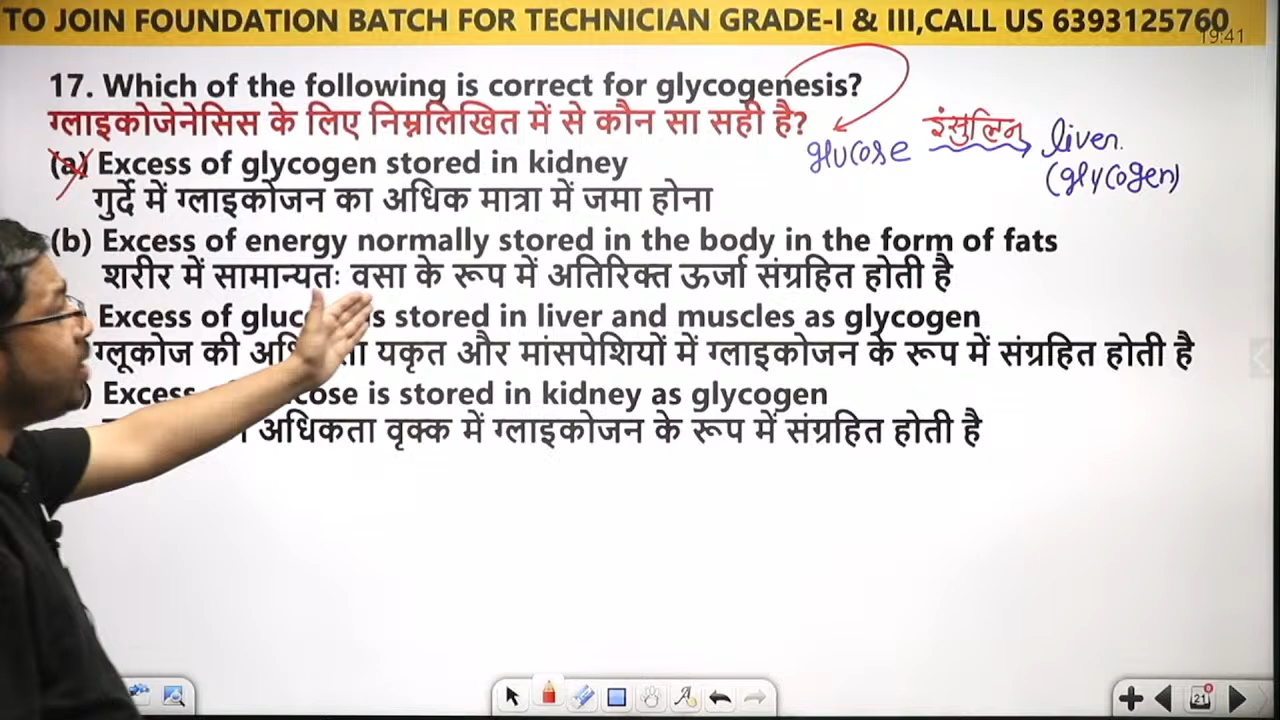 TO JOIN FOUNDATION BATCH FOR TECHNICIAN GRADE-I & III,CALL US 6393125760
19:41
17. Which of the following is correct for glycogenesis?
ग्लाइकोजेनेसिस के लिए निम्नलिखित में से कौन सा सही है?
glucose इंसुलिन liver.
(glycogen)
(a) Excess of glycogen stored in kidney
गुर्दे में ग्लाइकोजन का अधिक मात्रा में जमा होना
(b) Excess of energy normally stored in the body in the form of fats
शरीर में सामान्यतः वसा के रूप में अतिरिक्त ऊर्जा संग्रहित होती है
Excess of stored in liver and muscles as glycogen
ग्लूकोज की यकृत और मांसपेशियों में ग्लाइकोजन के रूप में संग्रहित होती है
Excess is stored in kidney as glycogen
अधिकता वृक्क में ग्लाइकोजन के रूप में संग्रहित होती है
21